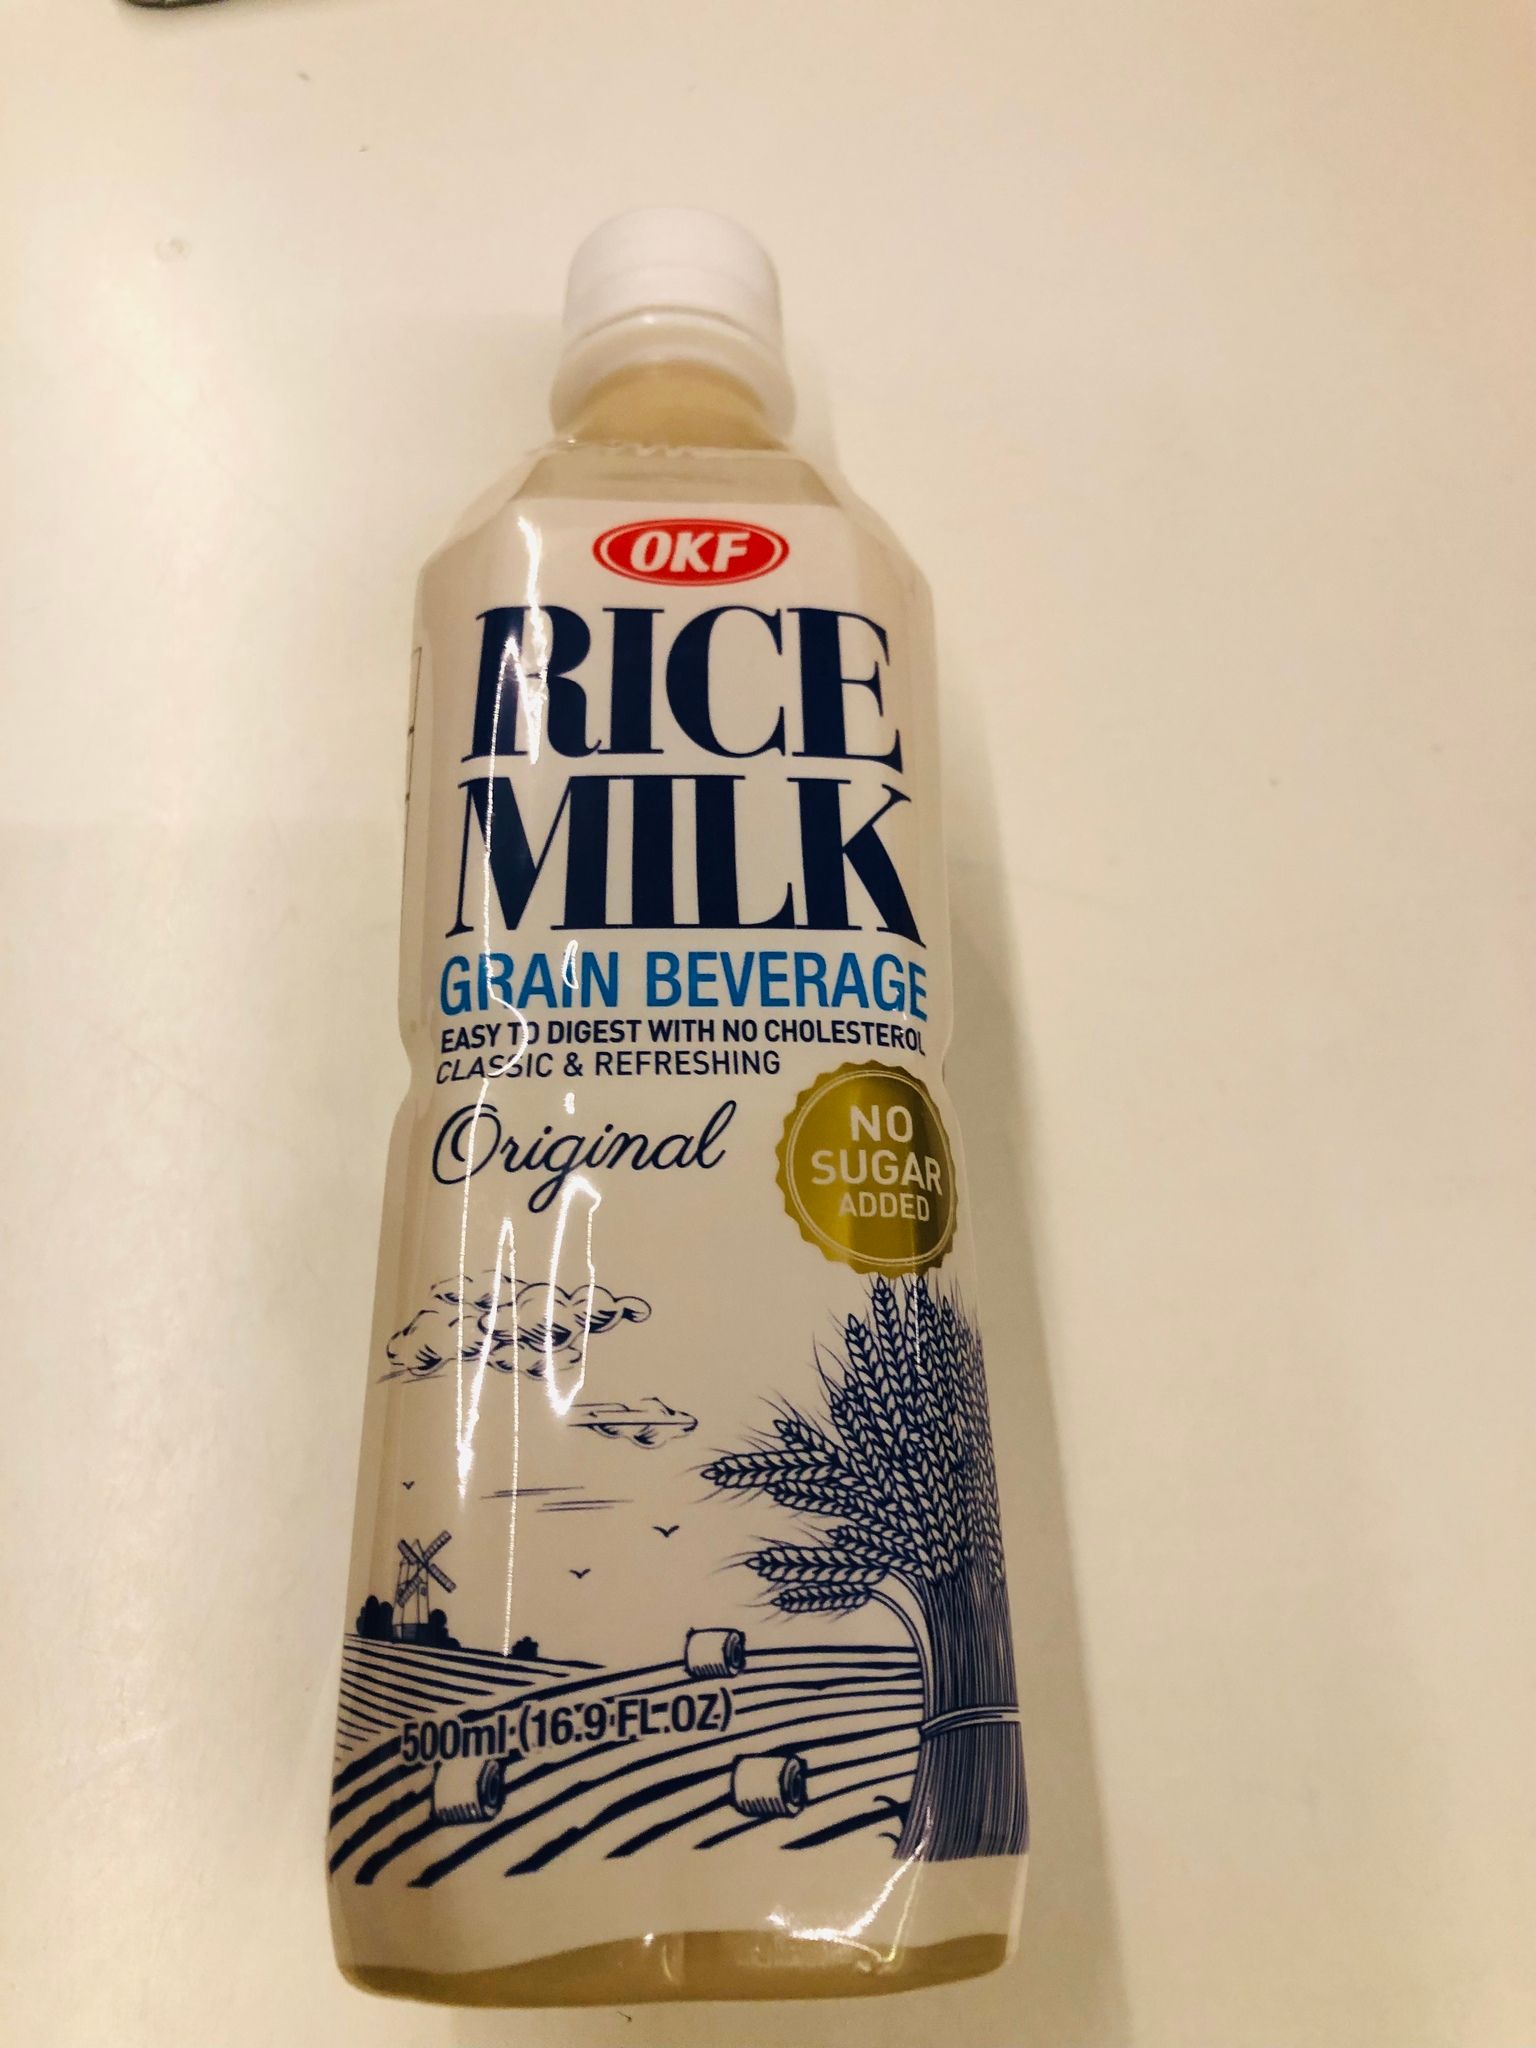 OKF
RICE
MILK
GRAIN BEVERAGE
EASY TO DIGEST WITH NO CHOLESTEROL
CLASSIC & REFRESHING
Original
NO
SUGAR
ADDED
500ml (16.9 FL.OZ)